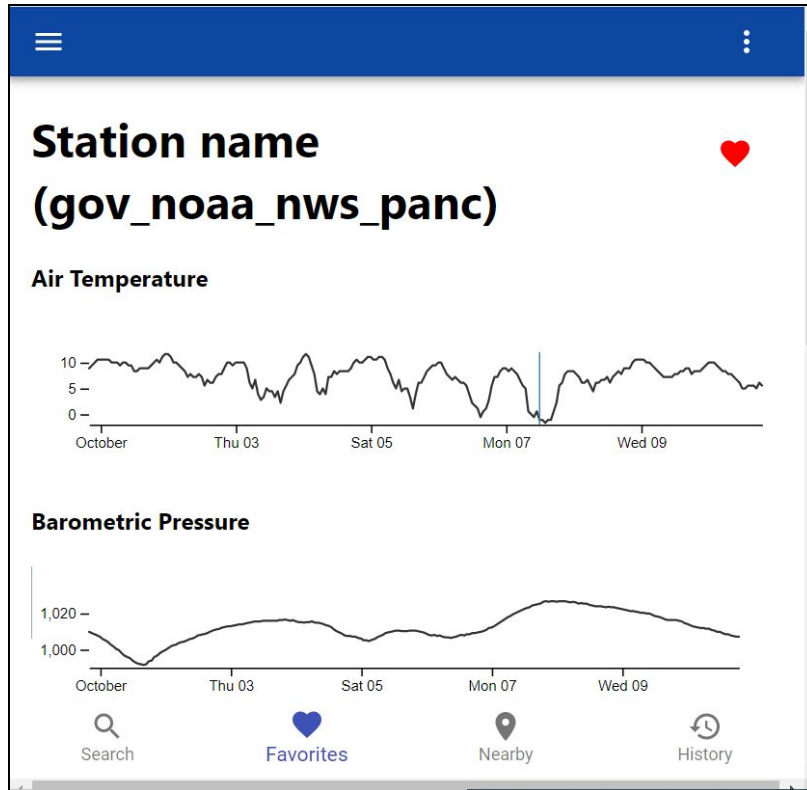 Station name
(gov_noaa_nws_panc)
Air Temperature
10
5
0
October Thu 03 Sat 05 Mon 07 Wed 09
Barometric Pressure
1,020
1,000
October Thu 03 Sat 05 Mon 07 Wed 09
Search Favorites Nearby History